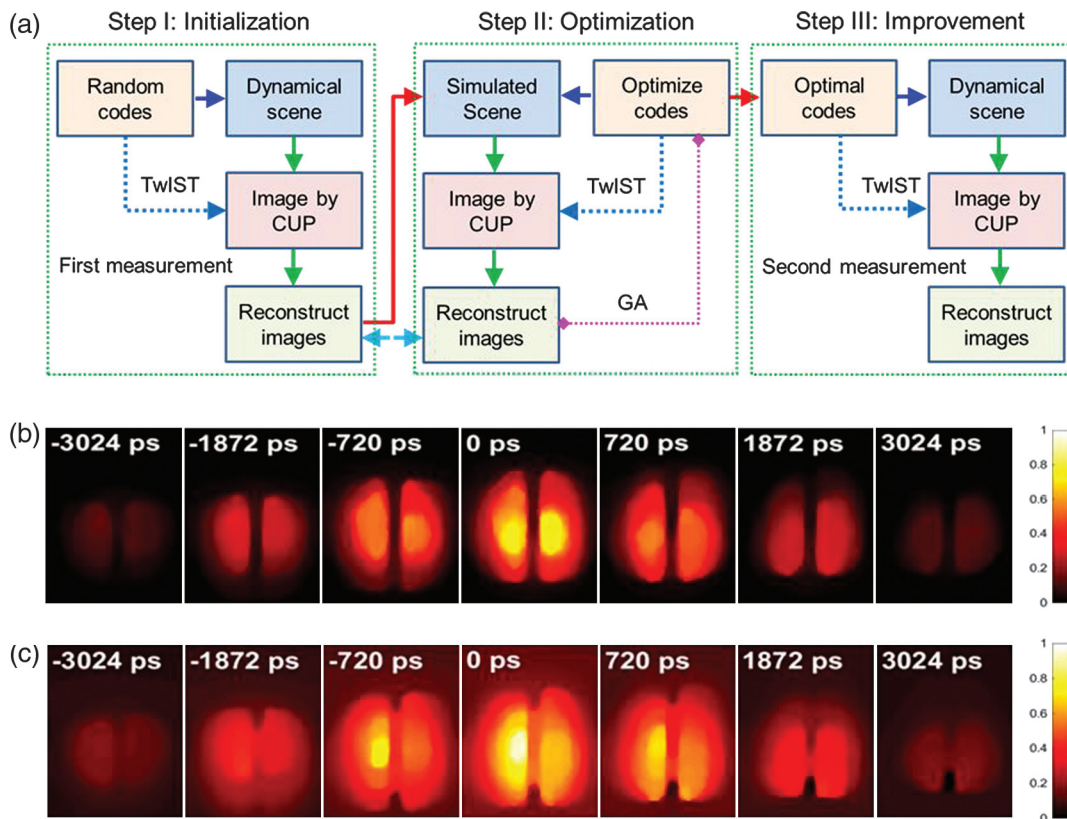 (a)
Step I: Initialization
Step II: Optimization
Step III: Improvement
Random
codes
Dynamical
scene
Simulated
Scene
Optimize
codes
Optimal
codes
Dynamical
scene
TwIST
TwIST
TwIST
Image by
CUP
Image by
CUP
Image by
CUP
First measurement
Second measurement
GA
Reconstruct
images
Reconstruct
images
Reconstruct
images
(b)
-3024 ps
-1872 ps
-720 ps
0 ps
720 ps
1872 ps
3024 ps
1
0.8
0.6
0.4
0.2
0
(c)
-3024 ps
-1872 ps
-720 ps
0 ps
720 ps
1872 ps
3024 ps
1
0.8
0.6
0.4
0.2
0